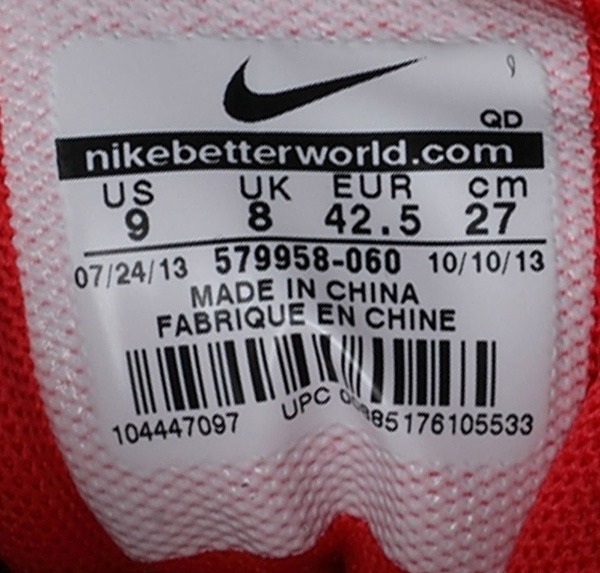 QD
nikebetterworld.com
US UK EUR cm
9 8 42.5 27
07/24/13 579958-060 10/10/13
MADE IN CHINA
FABRIQUE EN CHINE
104447097 UPC